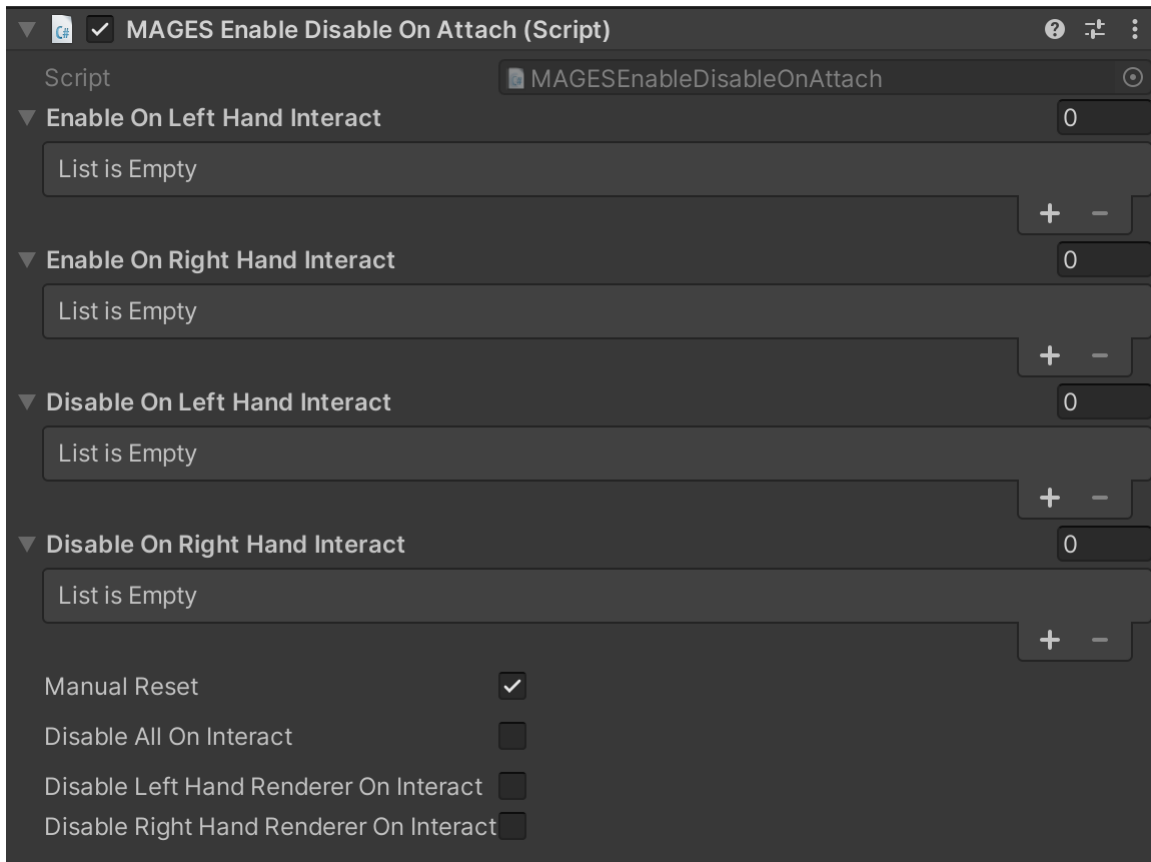 MAGES Enable Disable On Attach (Script)
Script MAGESEnableDisableOnAttach
Enable On Left Hand Interact 0
List is Empty
Enable On Right Hand Interact 0
List is Empty
Disable On Left Hand Interact 0
List is Empty
Disable On Right Hand Interact 0
List is Empty
Manual Reset
Disable All On Interact
Disable Left Hand Renderer On Interact
Disable Right Hand Renderer On Interact